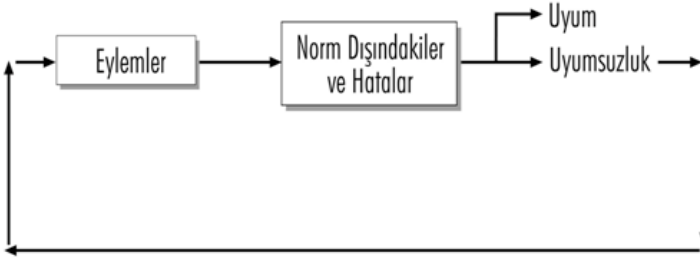 Eylemler
Norm Dışındakiler
ve Hatalar
Uyum
Uyumsuzluk